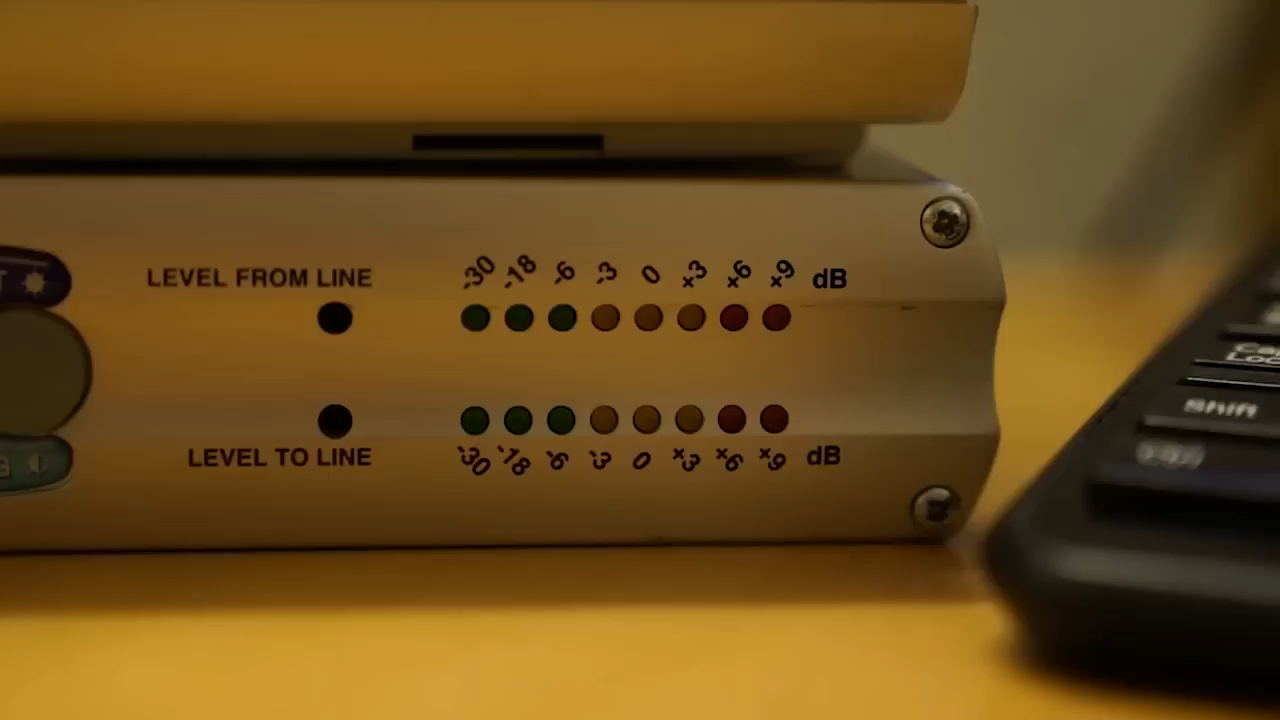 LEVEL FROM LINE
-30 -18 -6 -3 0 +3 +6 +9 dB
LEVEL TO LINE
-30 -18 -6 -3 0 +3 +6 +9 dB
Shift